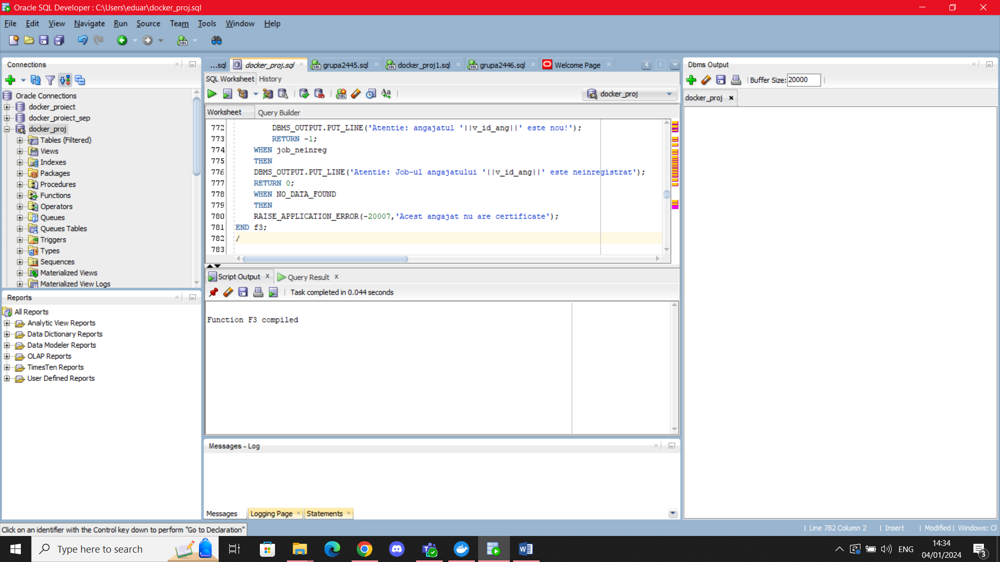 Oracle SQL Developer : C:\Users\eduar\docker_proj.sql
File Edit View Navigate Run Source Team Tools Window Help
Connections
Oracle Connections
docker_proiect
docker_proiect_sep
docker_proj
Tables (Filtered)
Views
Indexes
Packages
Procedures
Functions
Operators
Queues
Queues Tables
Triggers
Types
Sequences
Materialized Views
Materialized View Logs
Reports
All Reports
Analytic View Reports
Data Dictionary Reports
Data Modeler Reports
OLAP Reports
TimesTen Reports
User Defined Reports
...sql docker_proj.sql grupa2445.sql docker_proj1.sql grupa2446.sql Welcome Page
SQL Worksheet History
docker_proj
Worksheet Query Builder
772 DBMS_OUTPUT.PUT_LINE('Atentie: angajatul '||v_id_ang||' este nou!');
773 RETURN -1;
774 WHEN job_neinreg
775 THEN
776 DBMS_OUTPUT.PUT_LINE('Atentie: Job-ul angajatului '||v_id_ang||' este neinregistrat');
777 RETURN 0;
778 WHEN NO_DATA_FOUND
779 THEN
780 RAISE_APPLICATION_ERROR(-20007,'Acest angajat nu are certificate');
781 END f3;
782 /
783
Script Output Query Result
Task completed in 0.044 seconds
Function F3 compiled
Messages - Log
Messages Logging Page Statements
Dbms Output
Buffer Size: 20000
docker_proj
Click on an identifier with the Control key down to perform "Go to Declaration"
Line 782 Column 2 | Insert | Modified | Windows: CF
Type here to search
ENG
14:34
04/01/2024
3